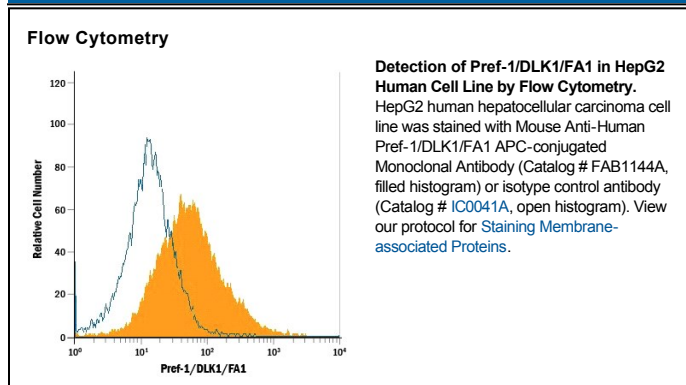 Flow Cytometry
Detection of Pref-1/DLK1/FA1 in HepG2
Human Cell Line by Flow Cytometry.
HepG2 human hepatocellular carcinoma cell
line was stained with Mouse Anti-Human
Pref-1/DLK1/FA1 APC-conjugated
Monoclonal Antibody (Catalog # FAB1144A,
filled histogram) or isotype control antibody
(Catalog # IC0041A, open histogram). View
our protocol for Staining Membrane-
associated Proteins.
Relative Cell Number
120
100
80
60
40
20
0
10⁰ 10¹ 10² 10³ 10⁴
Pref-1/DLK1/FA1